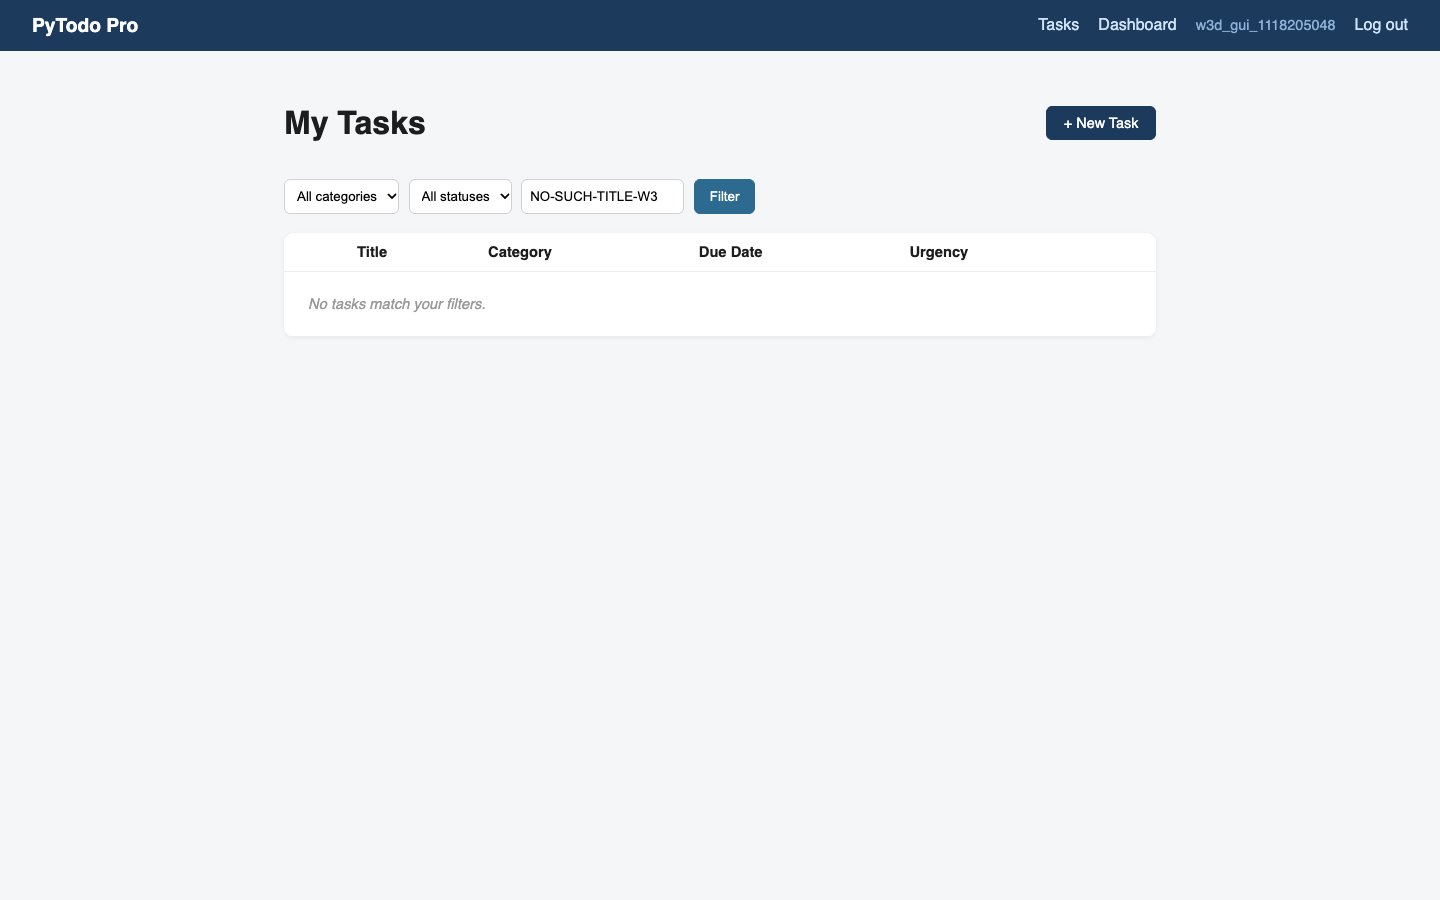 PyTodo Pro
Tasks Dashboard w3d_gui_1118205048 Log out
My Tasks
+ New Task
All categories All statuses NO-SUCH-TITLE-W3 Filter
Title Category Due Date Urgency
No tasks match your filters.